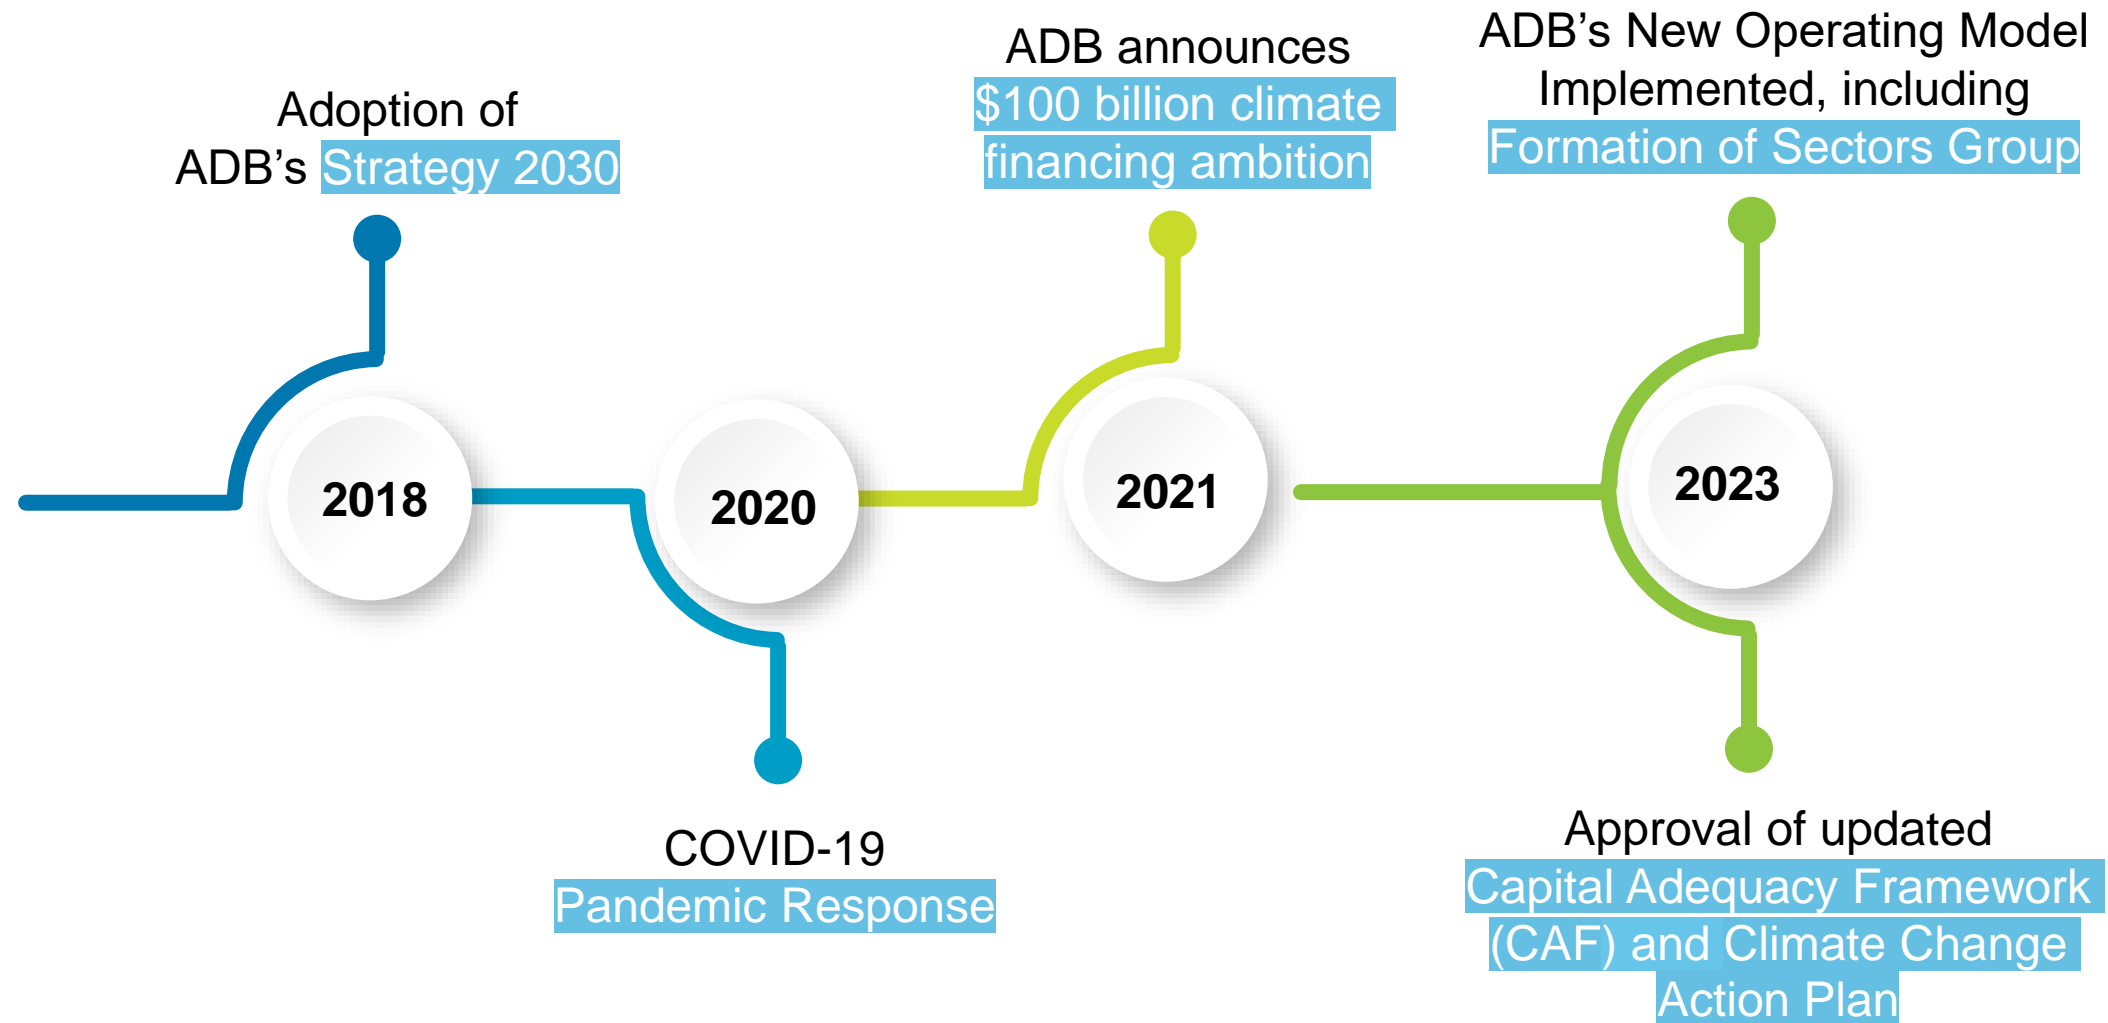 Adoption of
ADB’s Strategy 2030
2018
2020
COVID-19
Pandemic Response
ADB announces
$100 billion climate
financing ambition
2021
ADB’s New Operating Model
Implemented, including
Formation of Sectors Group
2023
Approval of updated
Capital Adequacy Framework
(CAF) and Climate Change
Action Plan